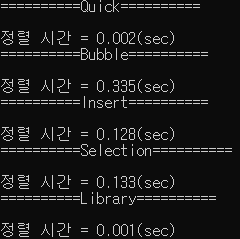 ==========Quick==========
정렬 시간 = 0.002(sec)
==========Bubble==========
정렬 시간 = 0.335(sec)
==========Insert==========
정렬 시간 = 0.128(sec)
==========Selection==========
정렬 시간 = 0.133(sec)
==========Library==========
정렬 시간 = 0.001(sec)